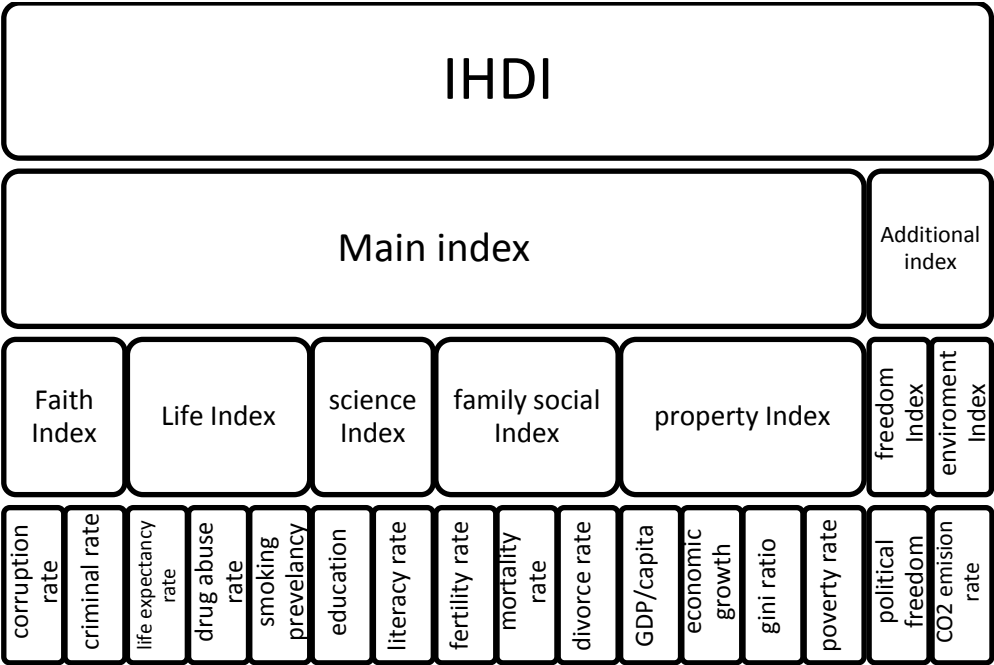 IHDI
Main index
Additional
index
Faith
Index
Life Index
science
Index
family social
Index
property Index
freedom
Index
enviroment
Index
corruption
rate
criminal rate
life expectancy
rate
drug abuse
rate
smoking
prevelancy
education
literacy rate
fertility rate
mortality
rate
divorce rate
GDP/capita
economic
growth
gini ratio
poverty rate
political
freedom
CO2 emision
rate